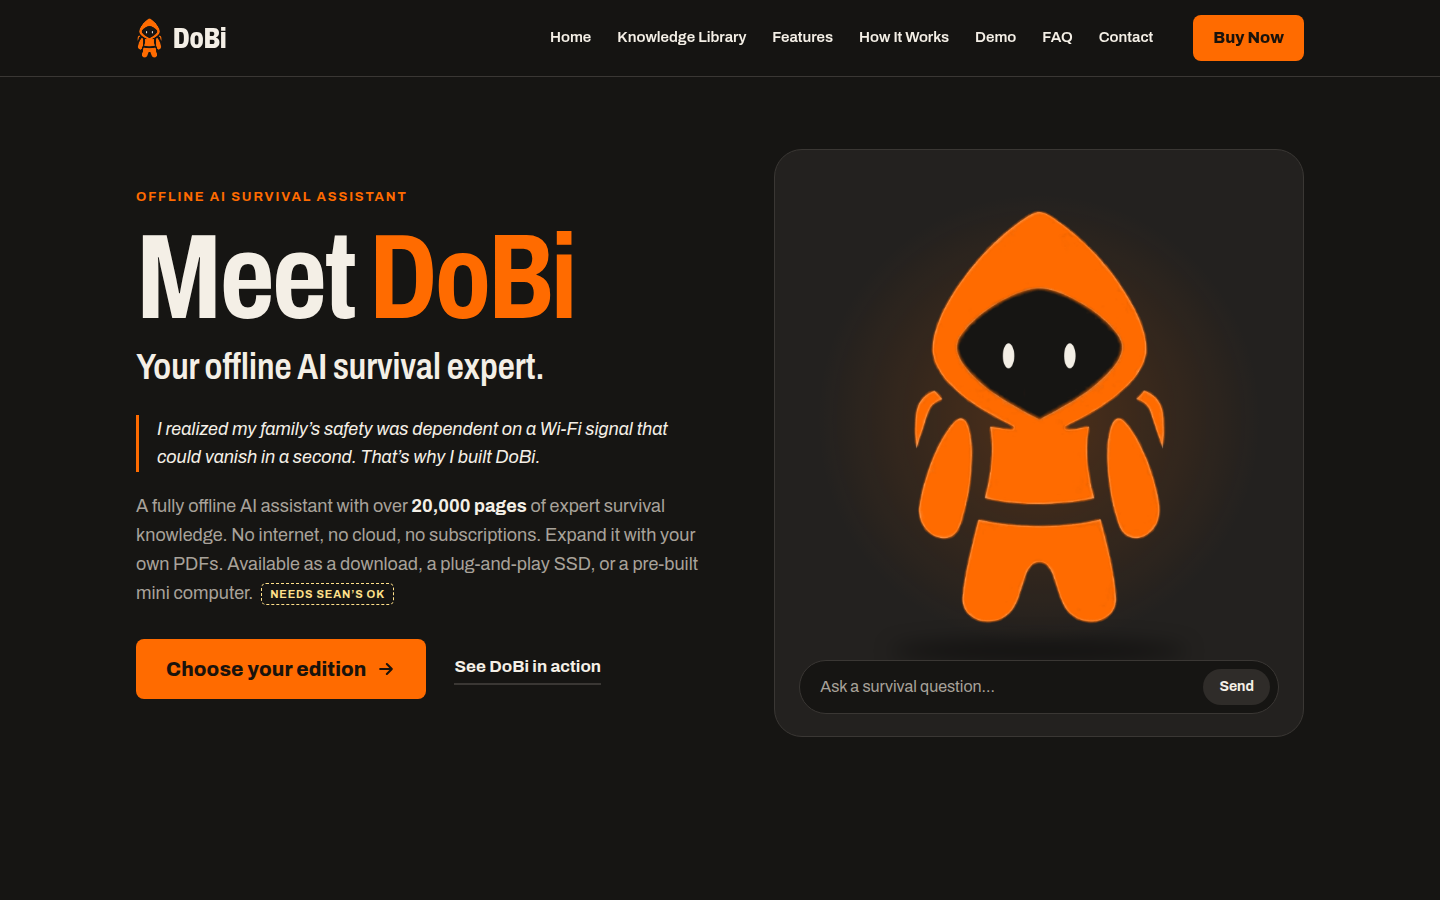 DoBi
Home
Knowledge Library
Features
How It Works
Demo
FAQ
Contact
Buy Now
OFFLINE AI SURVIVAL ASSISTANT
Meet DoBi
Your offline AI survival expert.
I realized my family’s safety was dependent on a Wi-Fi signal that
could vanish in a second. That’s why I built DoBi.
A fully offline AI assistant with over 20,000 pages of expert survival
knowledge. No internet, no cloud, no subscriptions. Expand it with your
own PDFs. Available as a download, a plug-and-play SSD, or a pre-built
mini computer. NEEDS SEAN’S OK
Choose your edition →
See DoBi in action
Ask a survival question...
Send